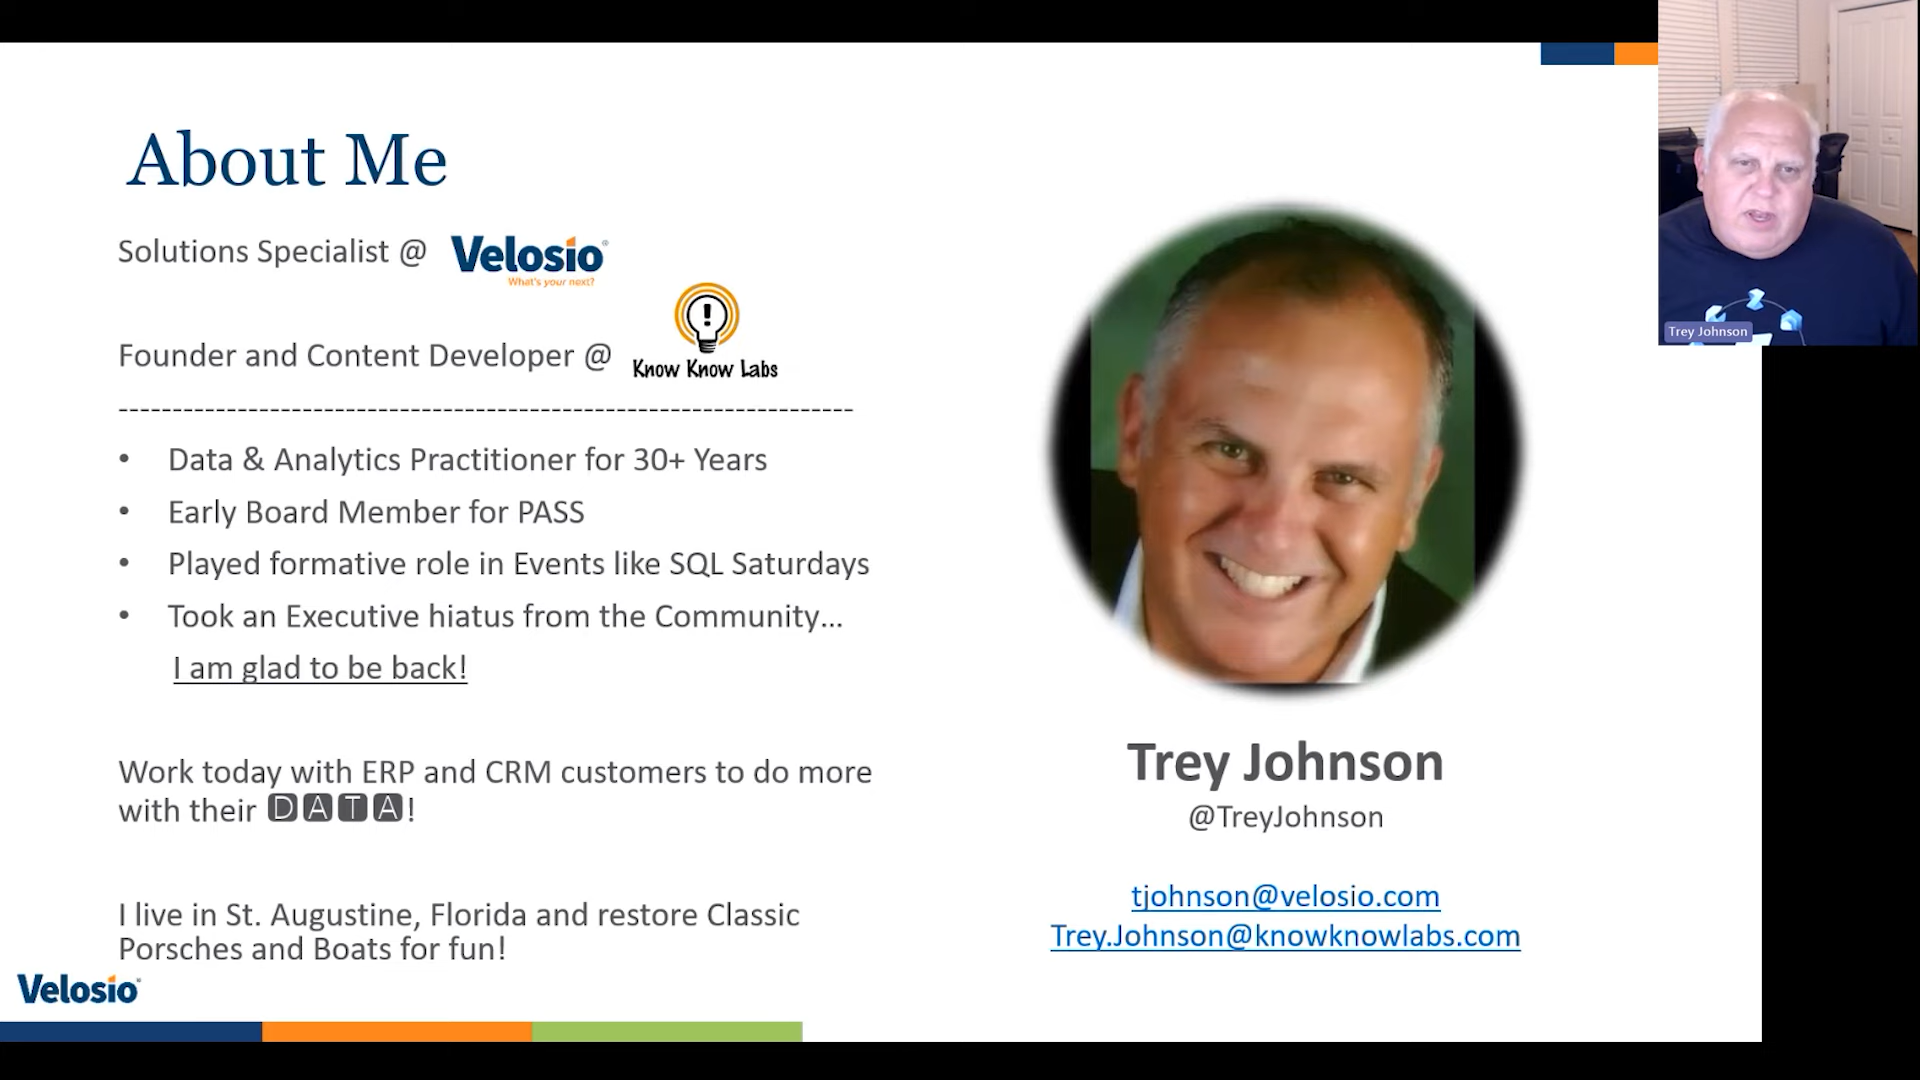 About Me
Solutions Specialist @ Velosio
What's your next?
Founder and Content Developer @ Know Know Labs
--------------------------------------------------------------------
• Data & Analytics Practitioner for 30+ Years
• Early Board Member for PASS
• Played formative role in Events like SQL Saturdays
• Took an Executive hiatus from the Community...
I am glad to be back!
Work today with ERP and CRM customers to do more
with their DATA!
I live in St. Augustine, Florida and restore Classic
Porsches and Boats for fun!
Velosio
Trey Johnson
@TreyJohnson
tjohnson@velosio.com
Trey.Johnson@knowknowlabs.com
Trey Johnson